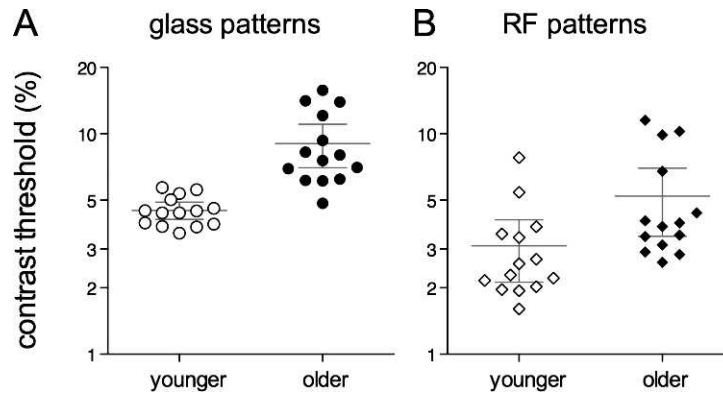 A glass patterns
B RF patterns
contrast threshold (%)
20
10
5
3
2
1
younger older
20
10
5
3
2
1
younger older